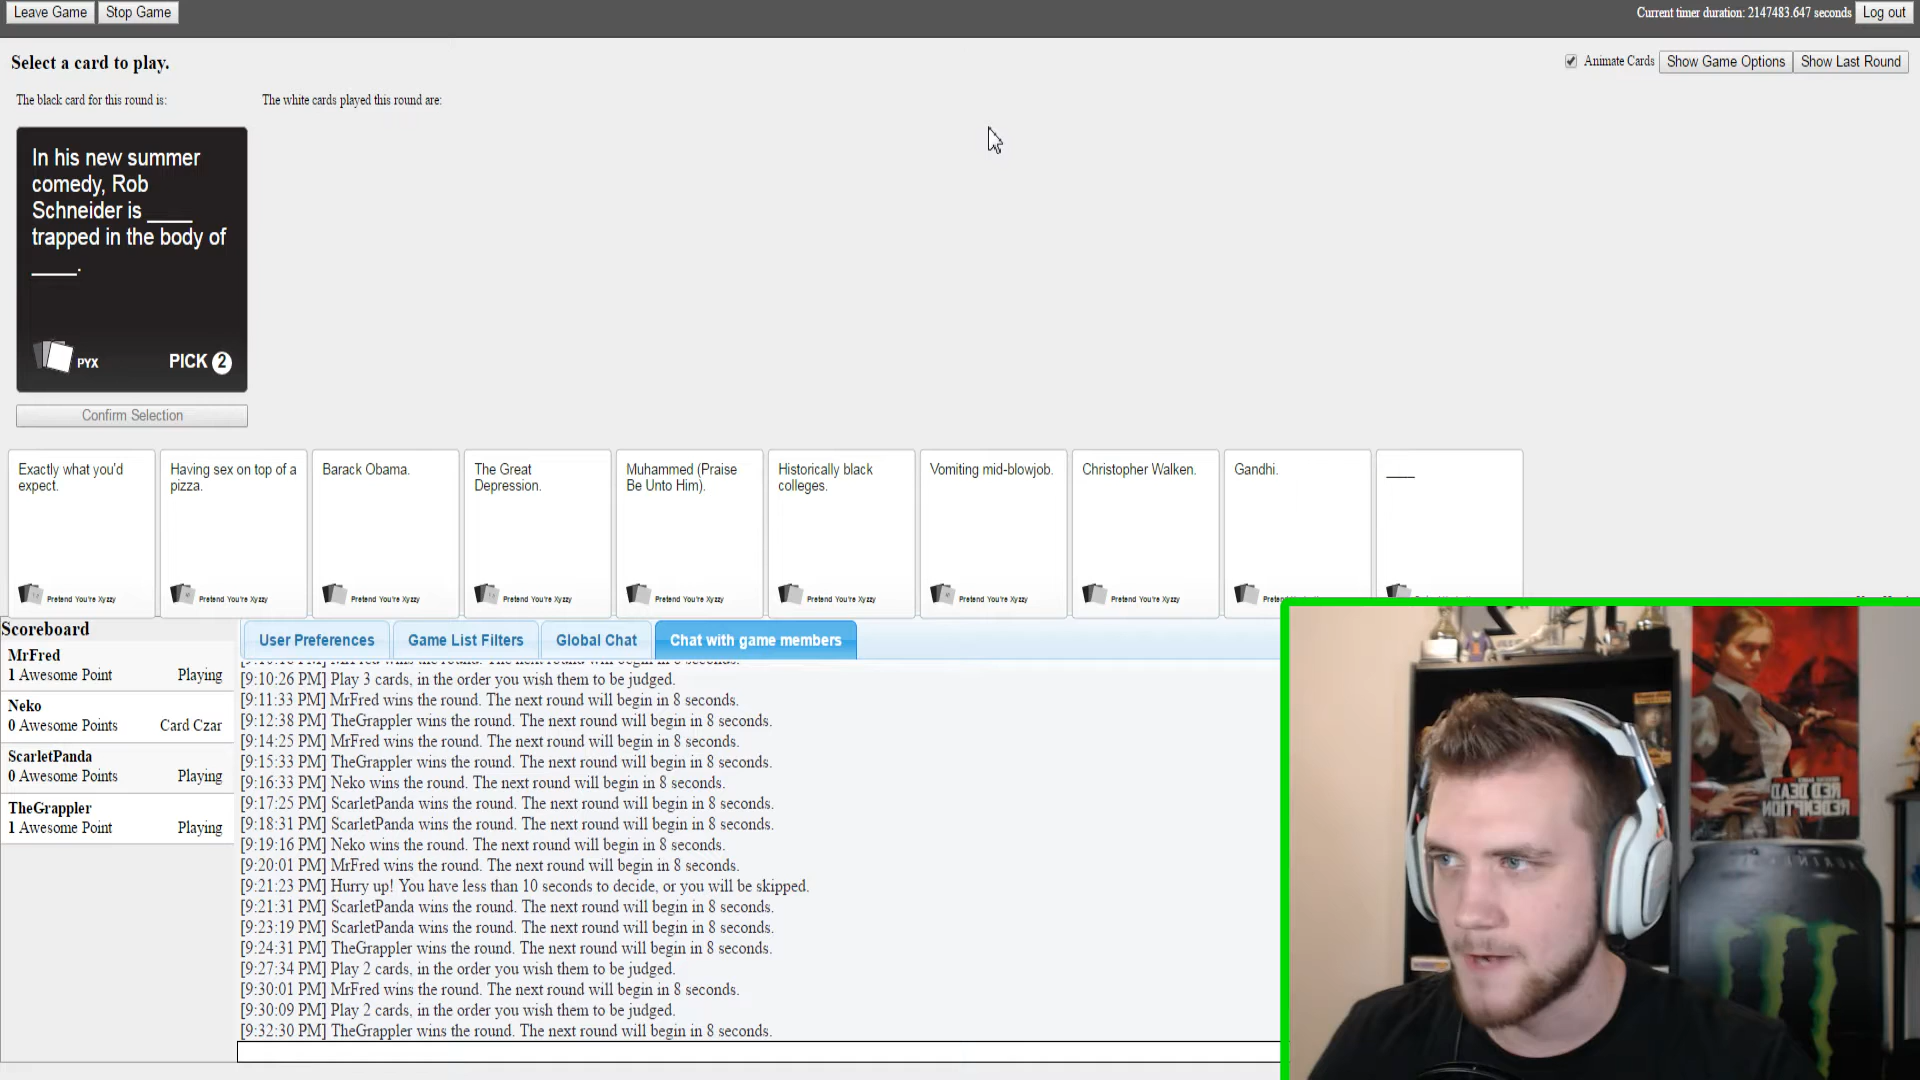 Leave Game Stop Game Current timer duration: 2147483.647 seconds Log out
Select a card to play. Animate Cards Show Game Options Show Last Round
The black card for this round is: The white cards played this round are:
In his new summer
comedy, Rob
Schneider is ____
trapped in the body of
____.
PYX PICK 2
Confirm Selection
Exactly what you'd
expect.
Pretend You're Xyzzy
Having sex on top of a
pizza.
Pretend You're Xyzzy
Barack Obama.
Pretend You're Xyzzy
The Great
Depression.
Pretend You're Xyzzy
Muhammed (Praise
Be Unto Him).
Pretend You're Xyzzy
Historically black
colleges.
Pretend You're Xyzzy
Vomiting mid-blowjob.
Pretend You're Xyzzy
Christopher Walken.
Pretend You're Xyzzy
Gandhi.
____
Scoreboard
MrFred
1 Awesome Point Playing
Neko
0 Awesome Points Card Czar
ScarletPanda
0 Awesome Points Playing
TheGrappler
1 Awesome Point Playing
User Preferences Game List Filters Global Chat Chat with game members
[9:10:26 PM] Play 3 cards, in the order you wish them to be judged.
[9:11:33 PM] MrFred wins the round. The next round will begin in 8 seconds.
[9:12:38 PM] TheGrappler wins the round. The next round will begin in 8 seconds.
[9:14:25 PM] MrFred wins the round. The next round will begin in 8 seconds.
[9:15:33 PM] TheGrappler wins the round. The next round will begin in 8 seconds.
[9:16:33 PM] Neko wins the round. The next round will begin in 8 seconds.
[9:17:25 PM] ScarletPanda wins the round. The next round will begin in 8 seconds.
[9:18:31 PM] ScarletPanda wins the round. The next round will begin in 8 seconds.
[9:19:16 PM] Neko wins the round. The next round will begin in 8 seconds.
[9:20:01 PM] MrFred wins the round. The next round will begin in 8 seconds.
[9:21:23 PM] Hurry up! You have less than 10 seconds to decide, or you will be skipped.
[9:21:31 PM] ScarletPanda wins the round. The next round will begin in 8 seconds.
[9:23:19 PM] ScarletPanda wins the round. The next round will begin in 8 seconds.
[9:24:31 PM] TheGrappler wins the round. The next round will begin in 8 seconds.
[9:27:34 PM] Play 2 cards, in the order you wish them to be judged.
[9:30:01 PM] MrFred wins the round. The next round will begin in 8 seconds.
[9:30:09 PM] Play 2 cards, in the order you wish them to be judged.
[9:32:30 PM] TheGrappler wins the round. The next round will begin in 8 seconds.
RED DEAD
REDEMPTION